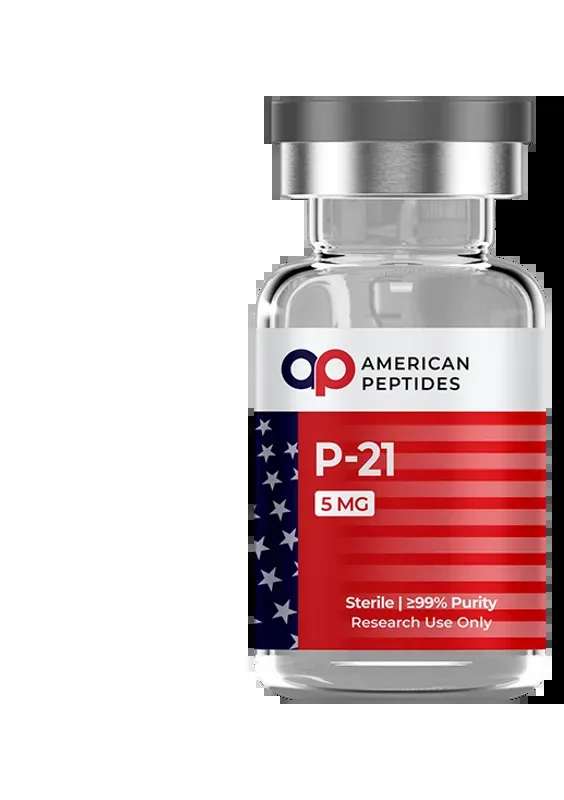 ap AMERICAN
PEPTIDES
P-21
5 MG
Sterile | ≥99% Purity
Research Use Only